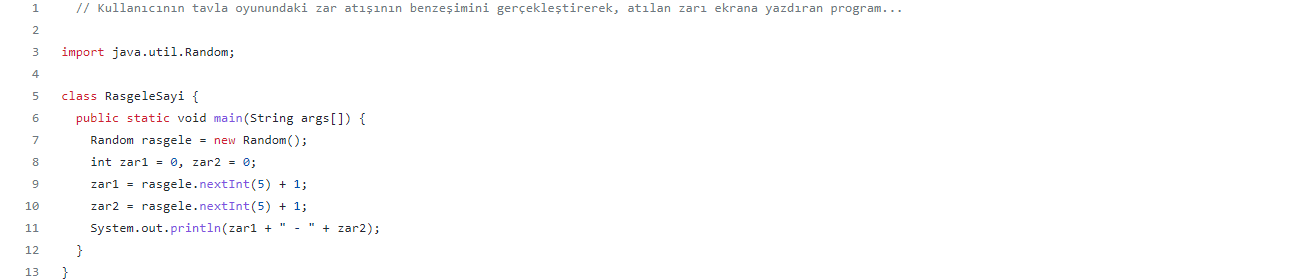 1 // Kullanıcının tavla oyunundaki zar atışının benzeşimini gerçekleştirerek, atılan zarı ekrana yazdıran program...
2
3 import java.util.Random;
4
5 class RasgeleSayi {
6 public static void main(String args[]) {
7 Random rasgele = new Random();
8 int zar1 = 0, zar2 = 0;
9 zar1 = rasgele.nextInt(5) + 1;
10 zar2 = rasgele.nextInt(5) + 1;
11 System.out.println(zar1 + " - " + zar2);
12 }
13 }